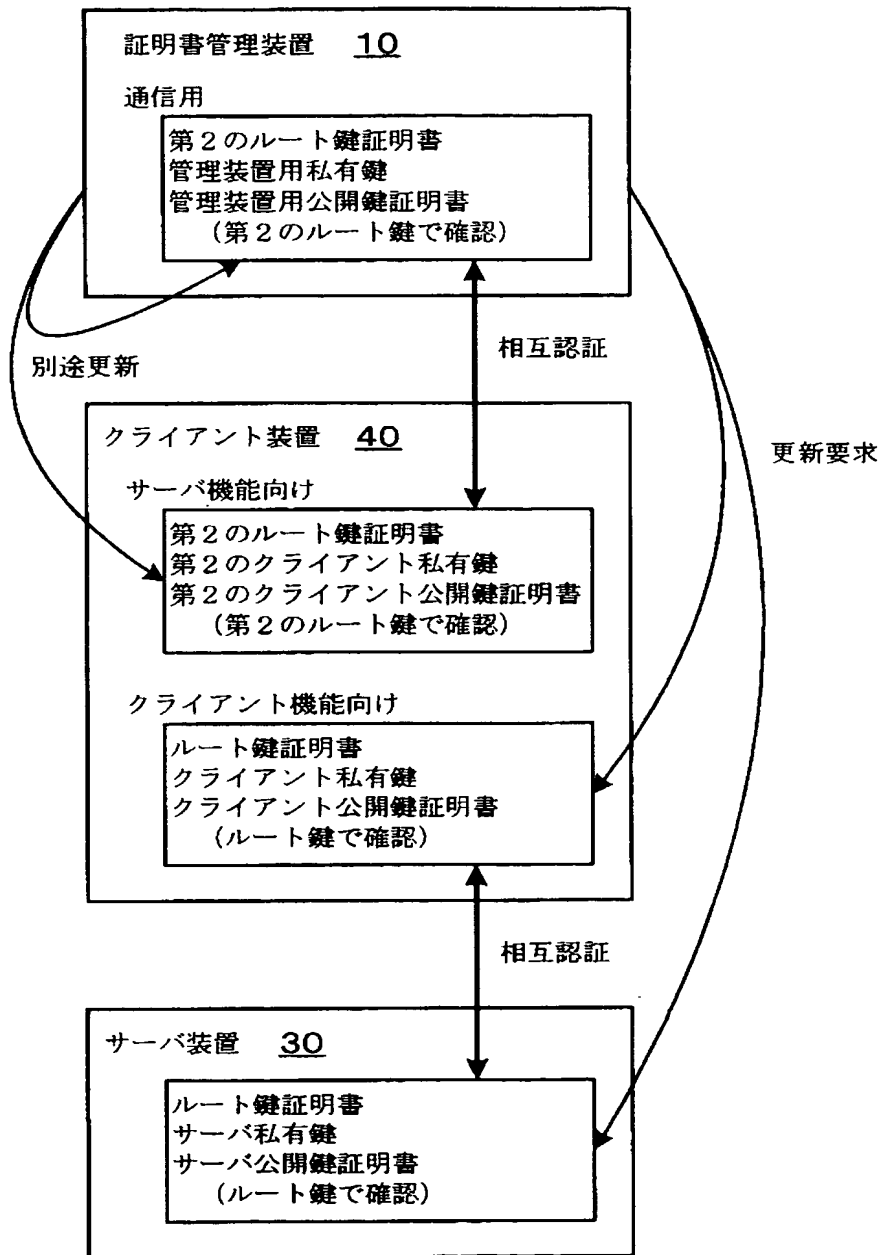 証明書管理装置 10
通信用
第2のルート鍵証明書
管理装置用私有鍵
管理装置用公開鍵証明書
(第2のルート鍵で確認)
別途更新
相互認証
クライアント装置 40
更新要求
サーバ機能向け
第2のルート鍵証明書
第2のクライアント私有鍵
第2のクライアント公開鍵証明書
(第2のルート鍵で確認)
クライアント機能向け
ルート鍵証明書
クライアント私有鍵
クライアント公開鍵証明書
(ルート鍵で確認)
相互認証
サーバ装置 30
ルート鍵証明書
サーバ私有鍵
サーバ公開鍵証明書
(ルート鍵で確認)